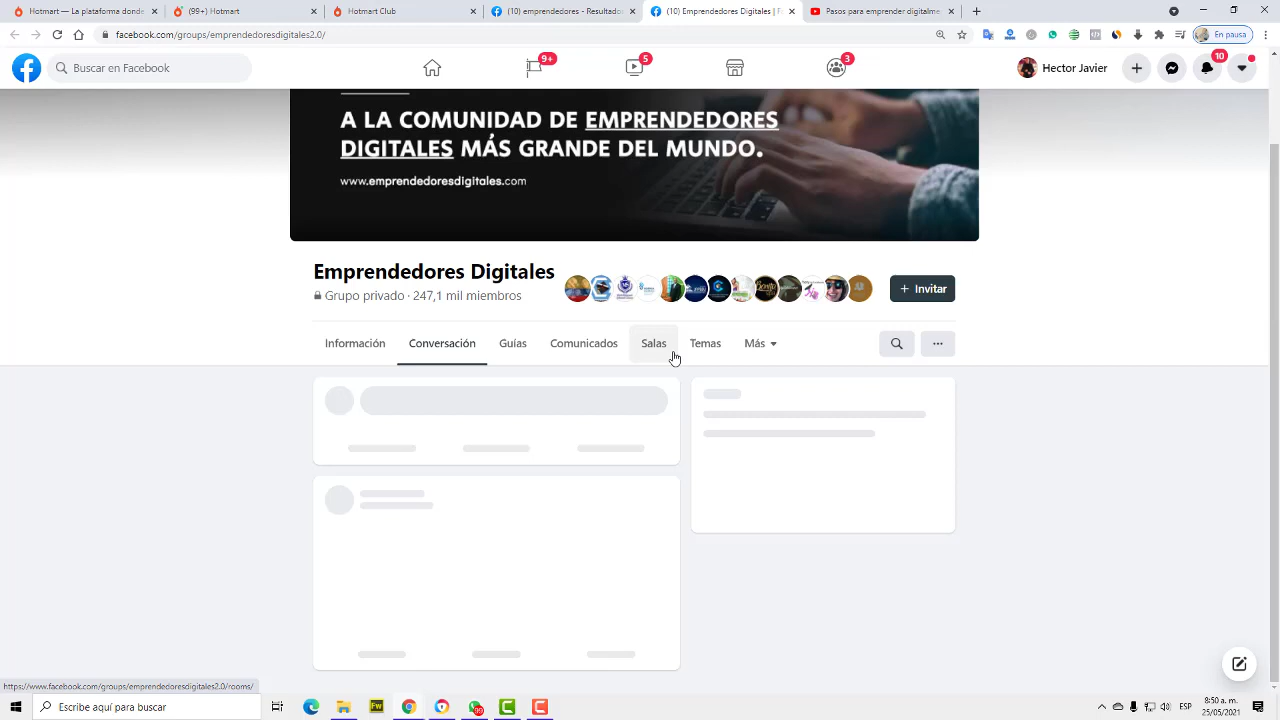 Hotmart — La plataforma donde
(99+) Hotmart
Hotmart Club
(10) emprendedores - Resultados
(10) Emprendedores Digitales | F
Pasos para emprender digitalme
facebook.com/groups/emprendedoresdigitales2.0/
En pausa
Buscar en Facebook
9+
5
3
Hector Javier
10
A LA COMUNIDAD DE EMPRENDEDORES
DIGITALES MÁS GRANDE DEL MUNDO.
www.emprendedoresdigitales.com
Emprendedores Digitales
Grupo privado · 247,1 mil miembros
+ Invitar
Información
Conversación
Guías
Comunicados
Salas
Temas
Más
https://www.facebook.com/groups/emprendedoresdigitales2.0/rooms/
Escribe aquí para buscar
Fw
99
ESP
8:50 p. m.
25/05/2021